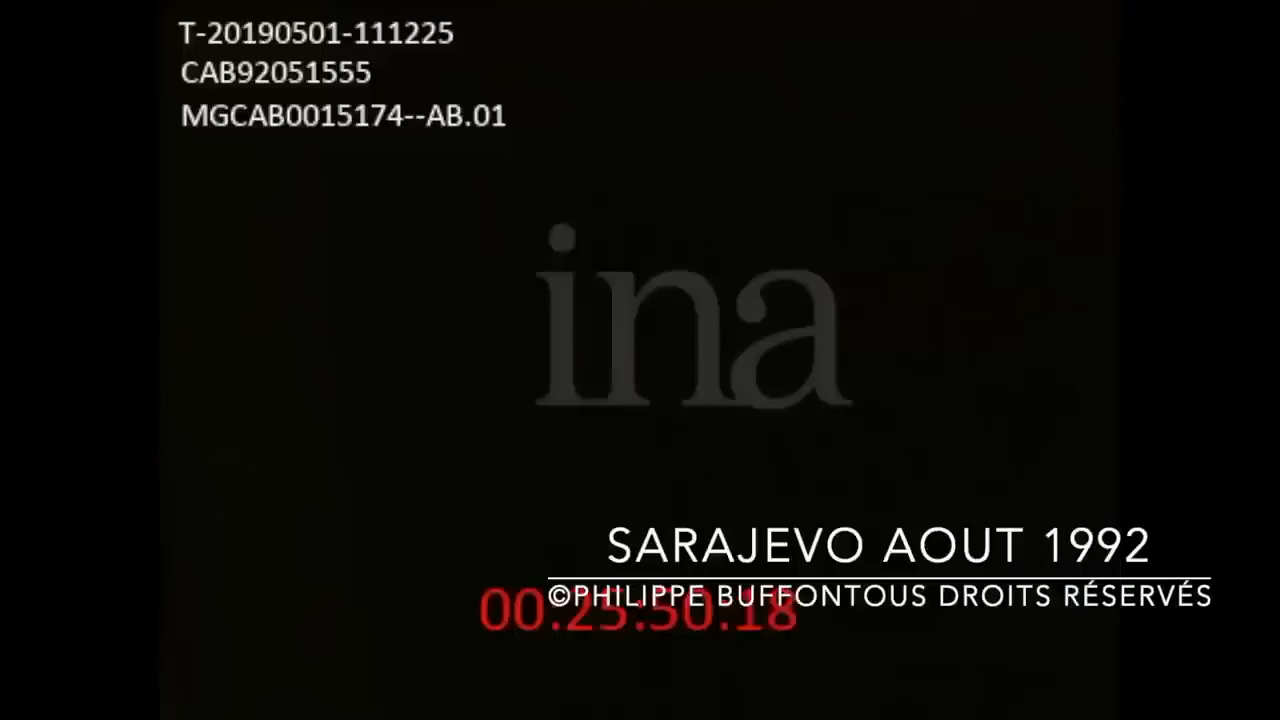 T-20190501-111225
CAB92051555
MGCAB0015174--AB.01
ina
SARAJEVO AOUT 1992
©PHILIPPE BUFFONTOUS DROITS RÉSERVÉS
00:25:50:18